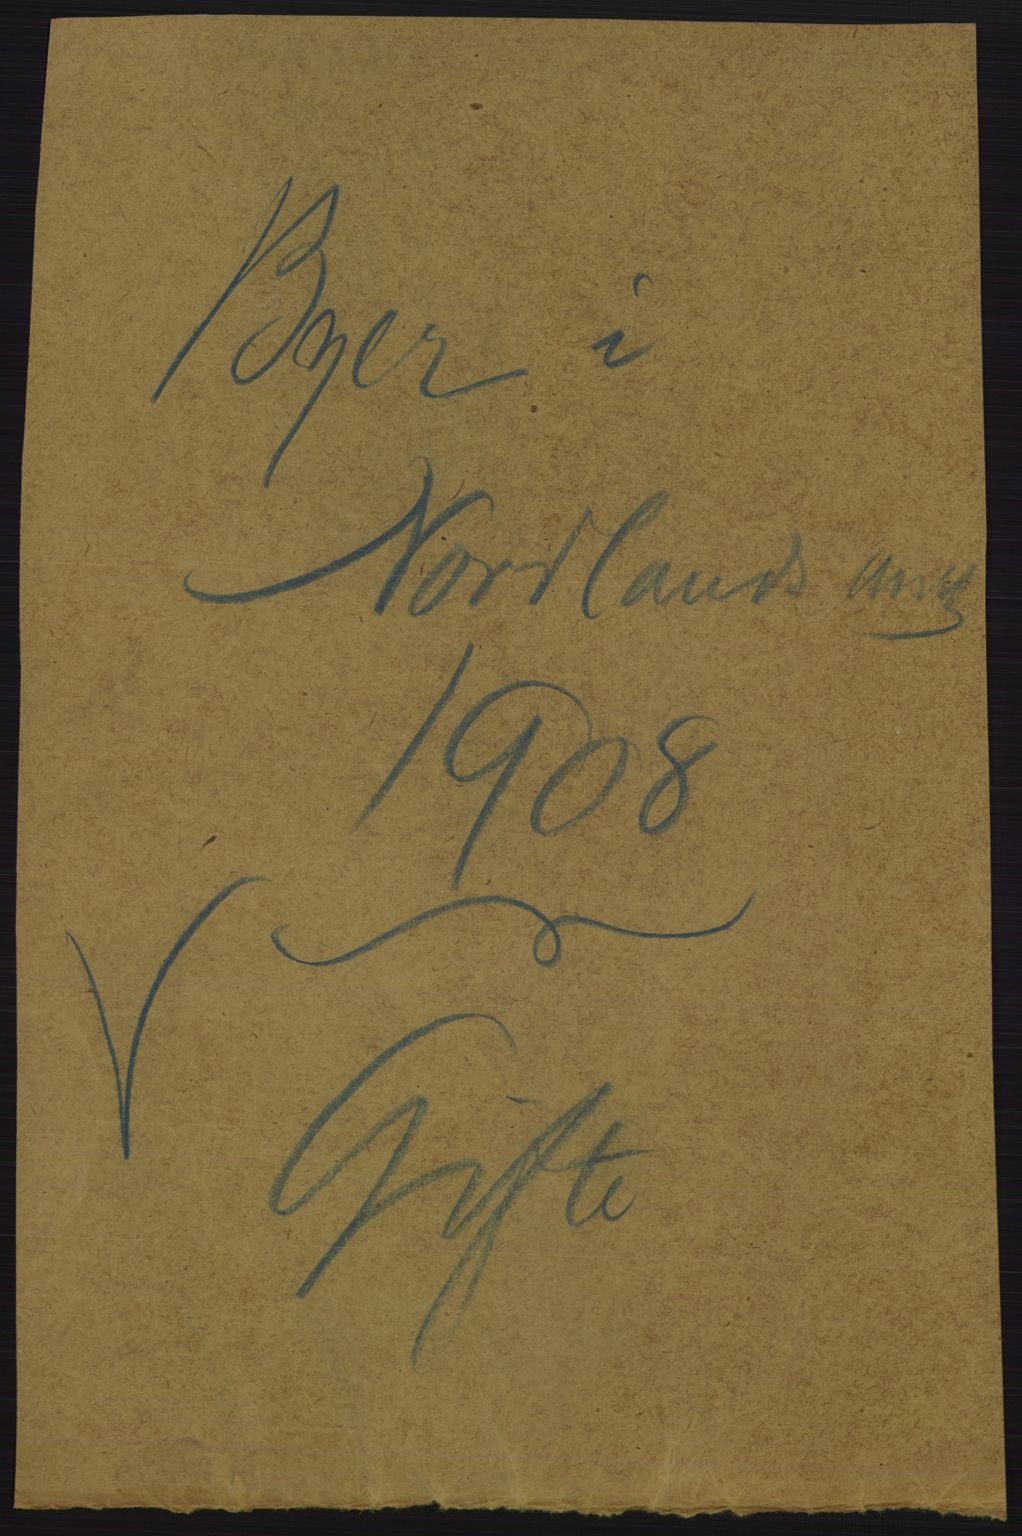 Byer i
Nordlands amt
1908
Gifte